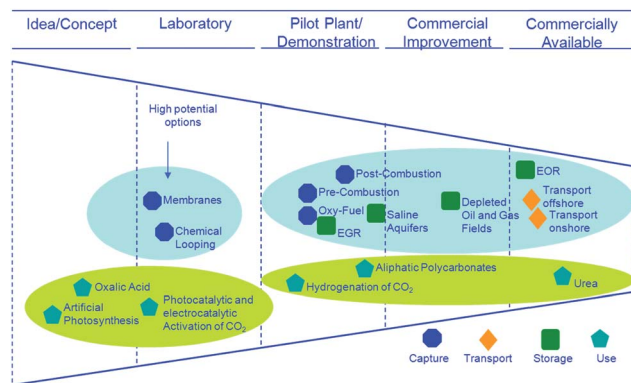 Idea/Concept
Laboratory
Pilot Plant/
Demonstration
Commercial
Improvement
Commercially
Available
High potential
options
Membranes
Chemical
Looping
Post-Combustion
Pre-Combustion
Oxy-Fuel
EGR
Saline
Aquifers
Depleted
Oil and Gas
Fields
EOR
Transport
offshore
Transport
onshore
Oxalic Acid
Artificial
Photosynthesis
Photocatalytic and
electrocatalytic
Activation of CO₂
Aliphatic Polycarbonates
Hydrogenation of CO₂
Urea
Capture
Transport
Storage
Use